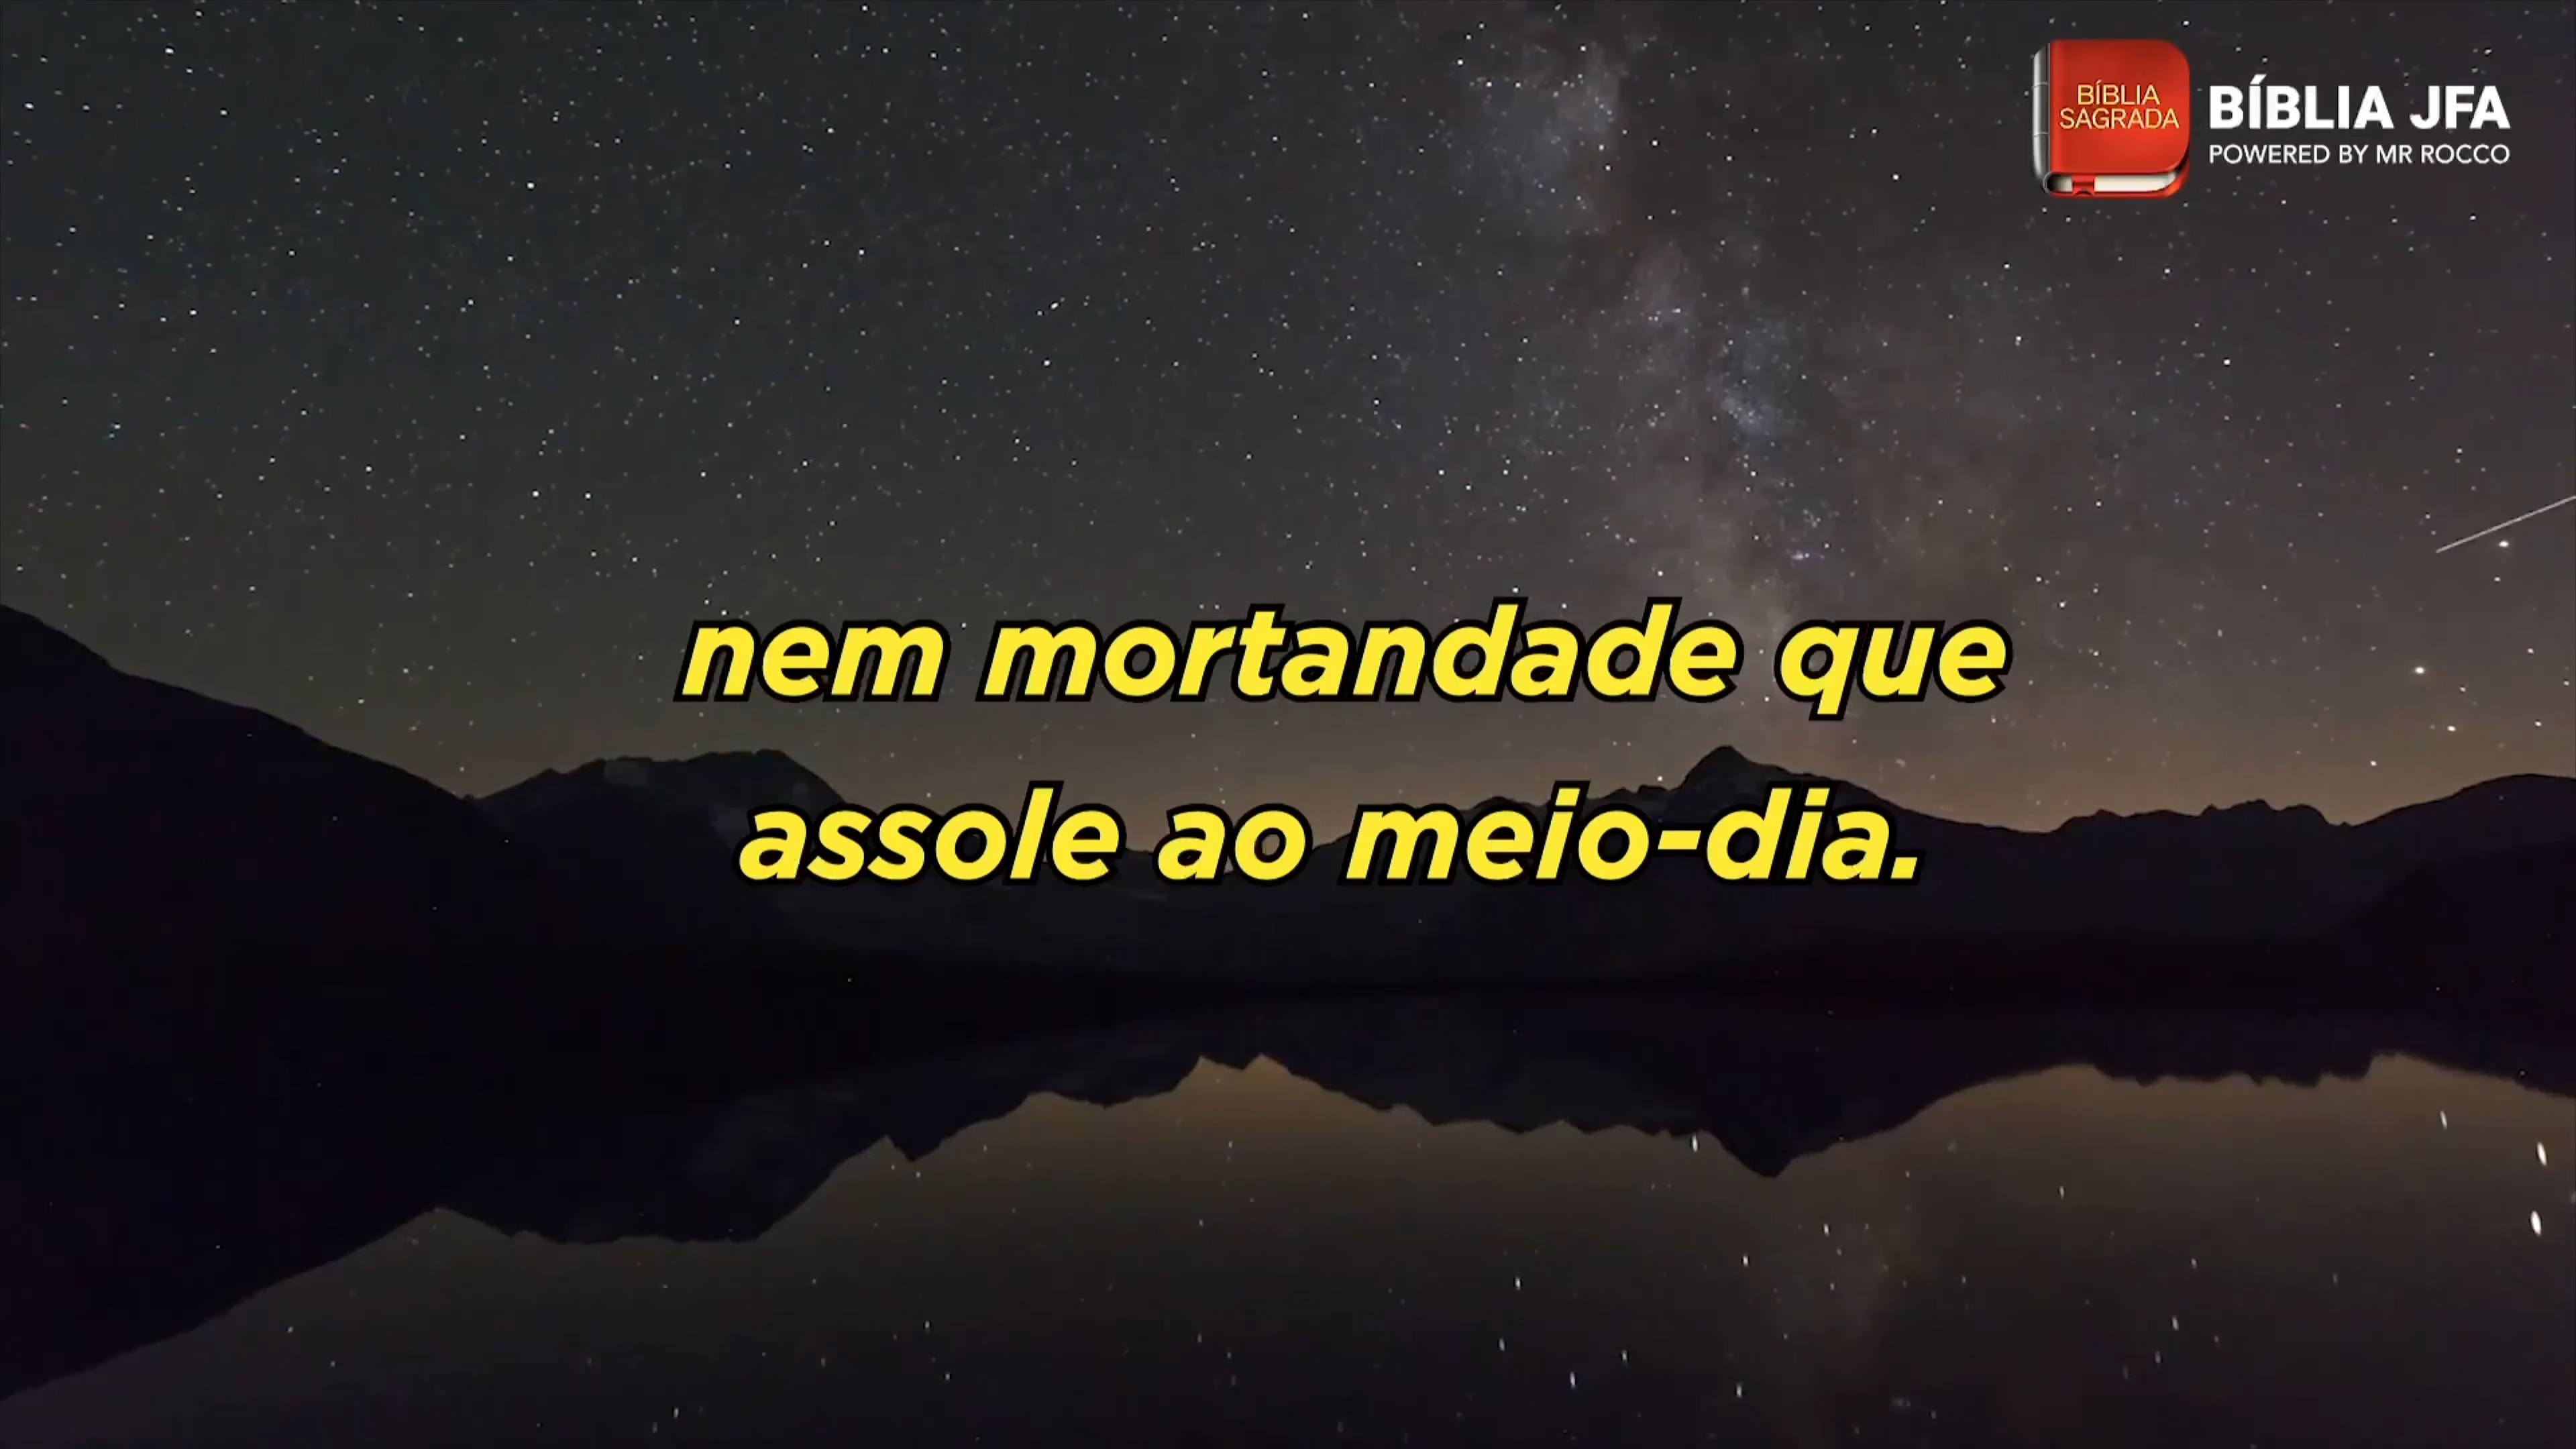 BÍBLIA
SAGRADA
BÍBLIA JFA
POWERED BY MR ROCCO
nem mortandade que
assole ao meio-dia.